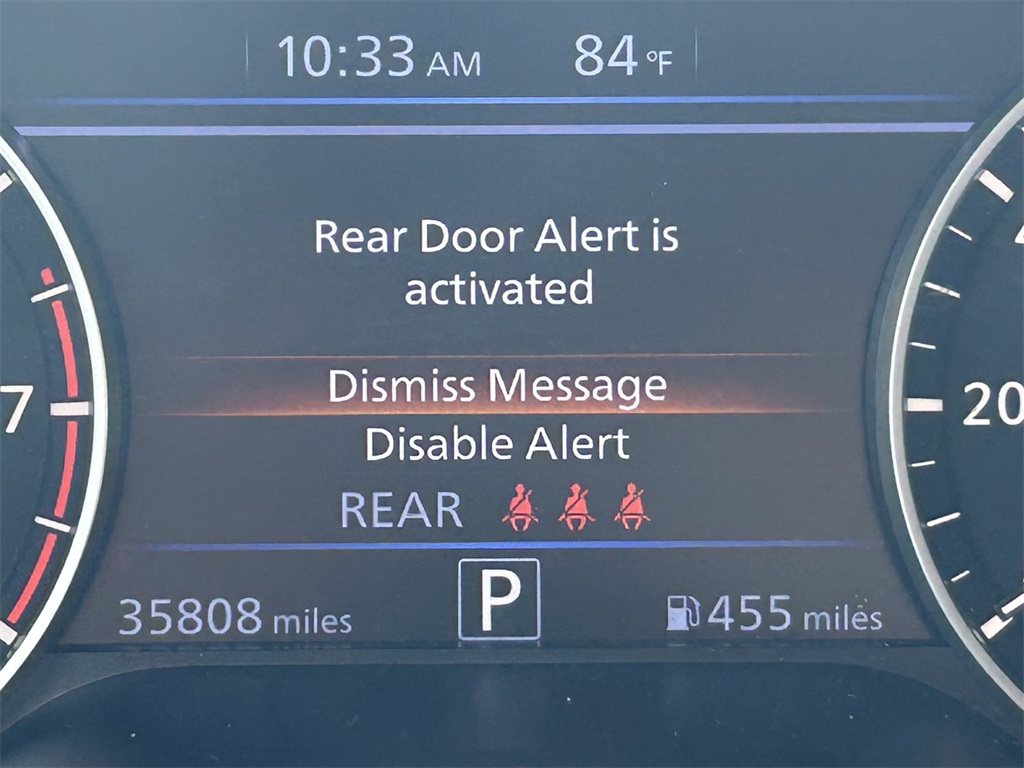 10:33 AM 84 °F
Rear Door Alert is
activated
Dismiss Message
7
20
Disable Alert
REAR
P
35808 miles
455 miles